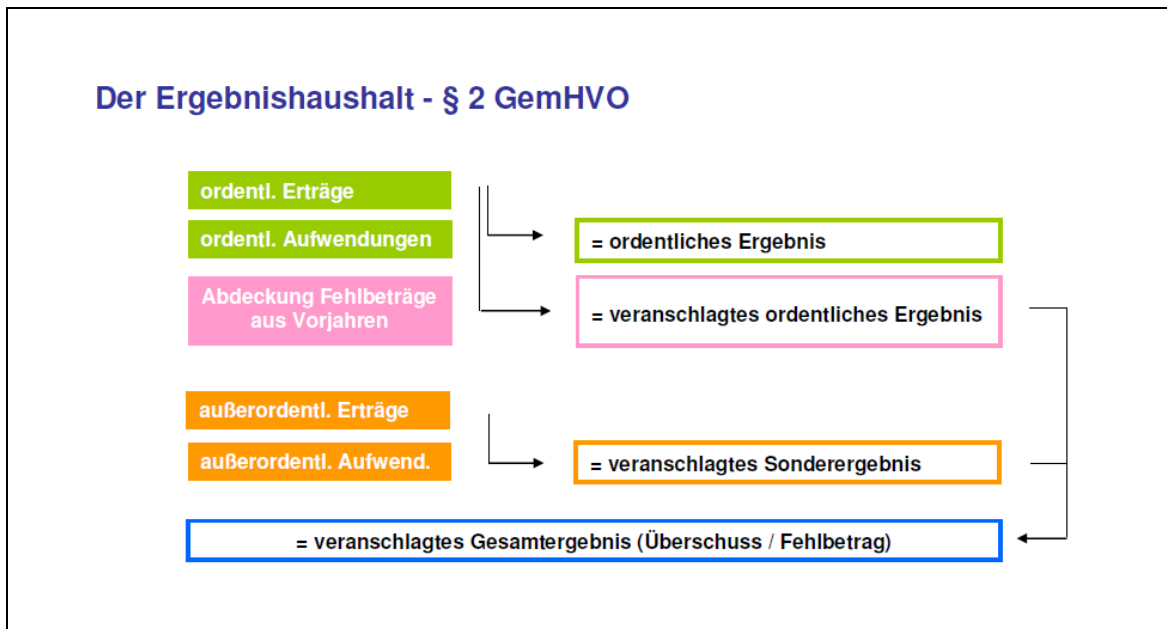 Der Ergebnishaushalt - § 2 GemHVO
ordentl. Erträge
ordentl. Aufwendungen
= ordentliches Ergebnis
Abdeckung Fehlbeträge
aus Vorjahren
= veranschlagtes ordentliches Ergebnis
außerordentl. Erträge
außerordentl. Aufwend.
= veranschlagtes Sonderergebnis
= veranschlagtes Gesamtergebnis (Überschuss / Fehlbetrag)